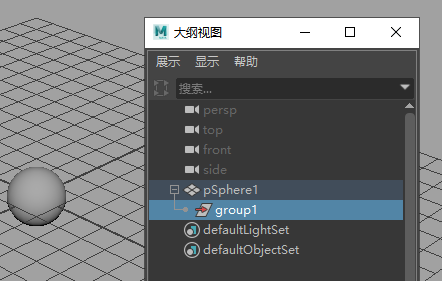 大纲视图
展示 显示 帮助
搜索...
persp
top
front
side
pSphere1
group1
defaultLightSet
defaultObjectSet